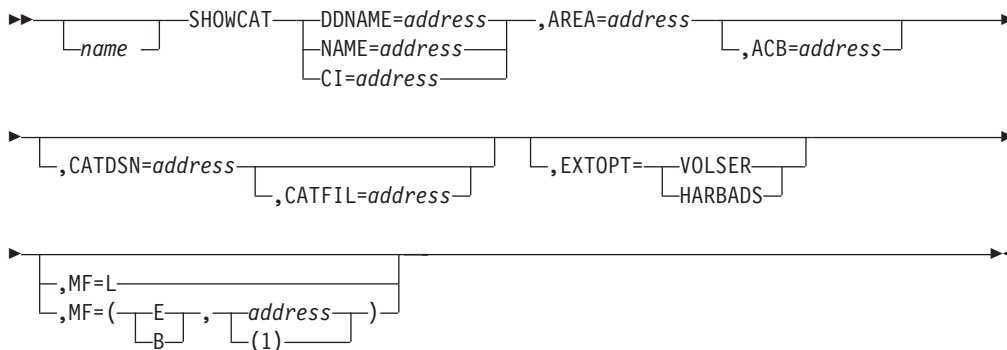 SHOWCAT DDNAME=address ,AREA=address
name NAME=address ,ACB=address
CI=address
,CATDSN=address ,EXTOPT= VOLSER
,CATFIL=address HARBADS
,MF=L
,MF=( E , address )
B (1)